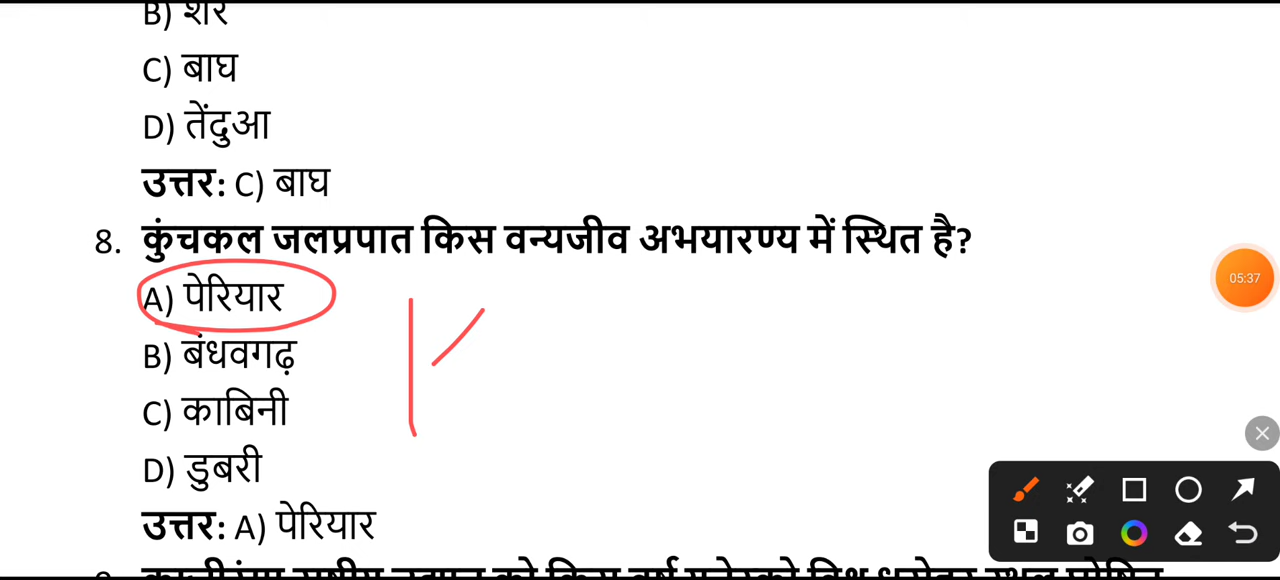 B) शेर
C) बाघ
D) तेंदुआ
उत्तर: C) बाघ
8. कुंचकल जलप्रपात किस वन्यजीव अभयारण्य में स्थित है?
A) पेरियार
B) बंधवगढ़
C) काबिनी
D) डुबरी
उत्तर: A) पेरियार
05:37